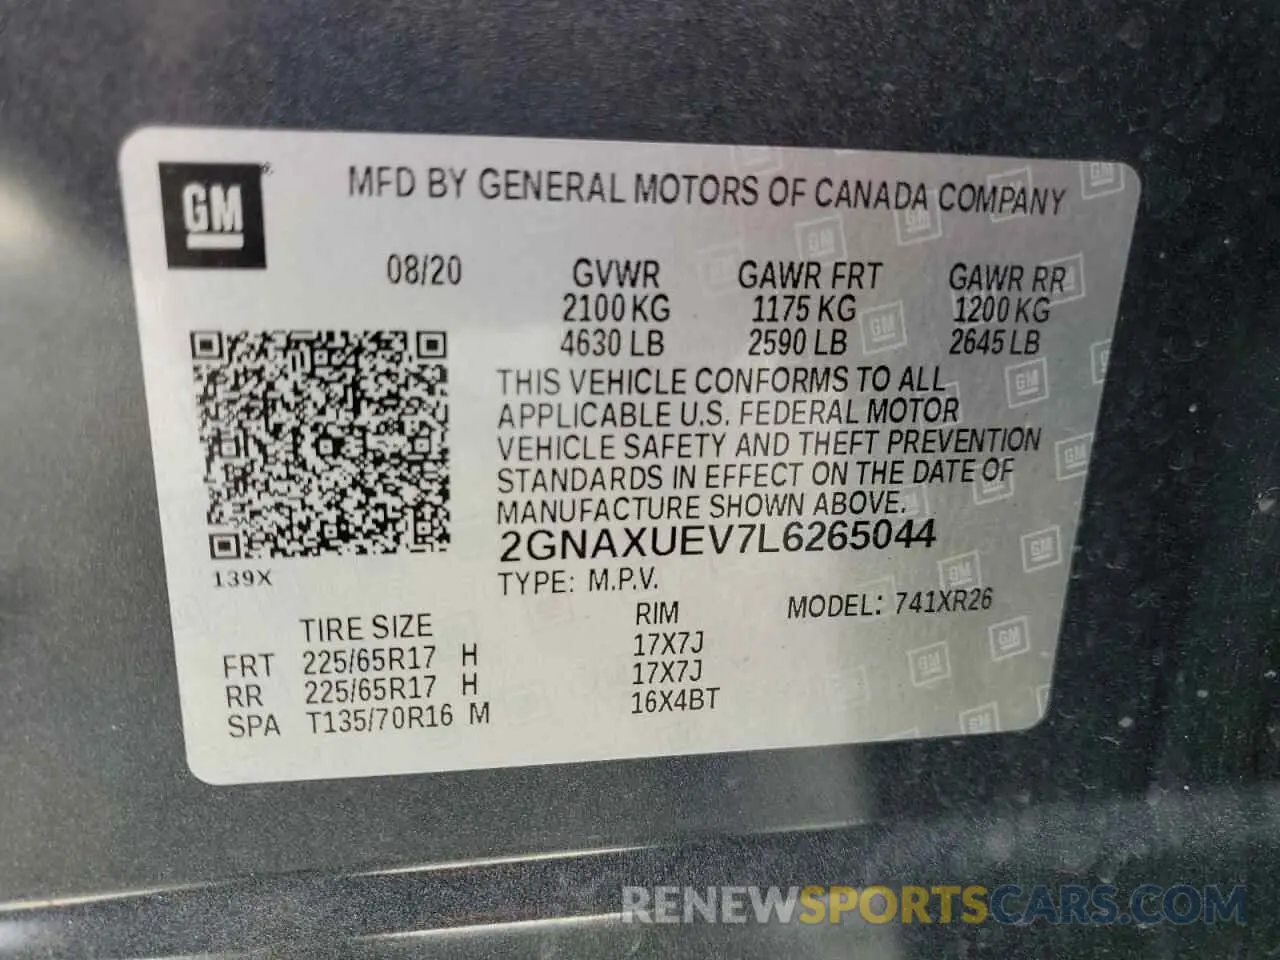 GM
MFD BY GENERAL MOTORS OF CANADA COMPANY
08/20 GVWR GAWR FRT GAWR RR
2100 KG 1175 KG 1200 KG
4630 LB 2590 LB 2645 LB
THIS VEHICLE CONFORMS TO ALL
APPLICABLE U.S. FEDERAL MOTOR
VEHICLE SAFETY AND THEFT PREVENTION
STANDARDS IN EFFECT ON THE DATE OF
MANUFACTURE SHOWN ABOVE.
2GNAXUEV7L6265044
139X
TYPE: M.P.V.
MODEL: 741XR26
TIRE SIZE RIM
FRT 225/65R17 H 17X7J
RR 225/65R17 H 17X7J
SPA T135/70R16 M 16X4BT
RENEWSPORTSCARS.COM